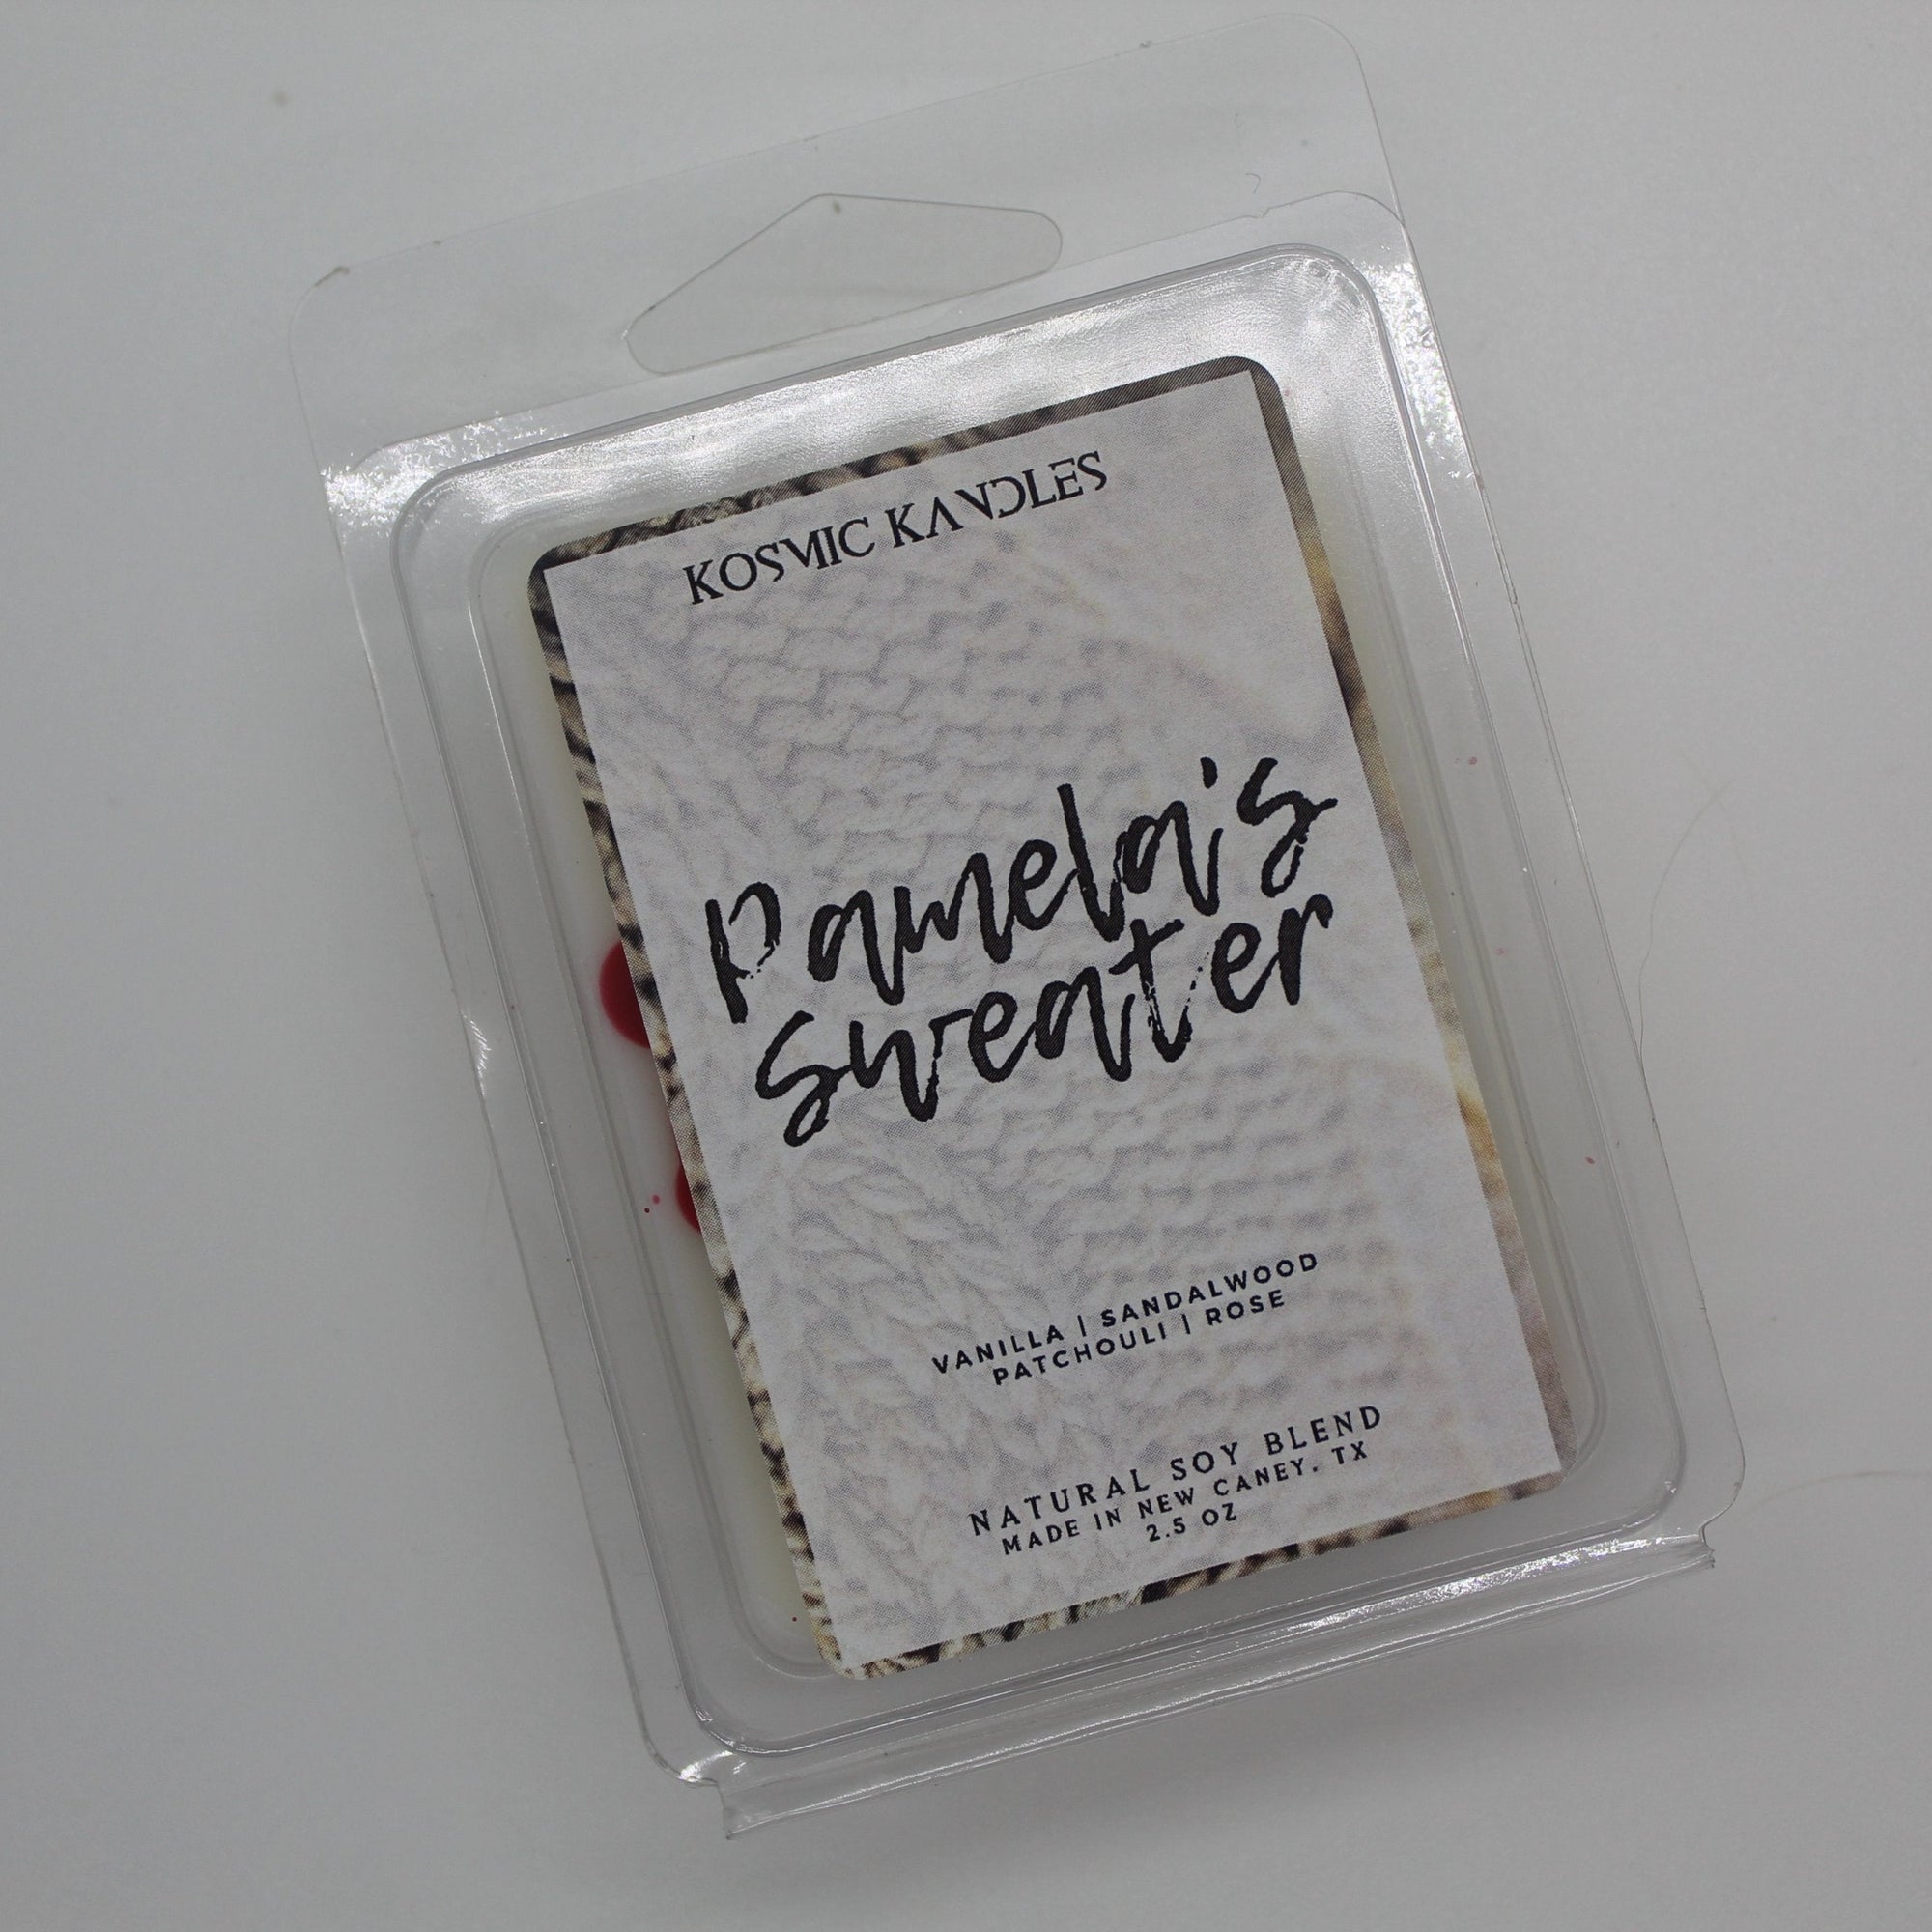 KOSMIC KANDLES
Pamela's
sweater
VANILLA | SANDALWOOD
PATCHOULI | ROSE
NATURAL SOY BLEND
MADE IN NEW CANEY, TX
2.5 OZ